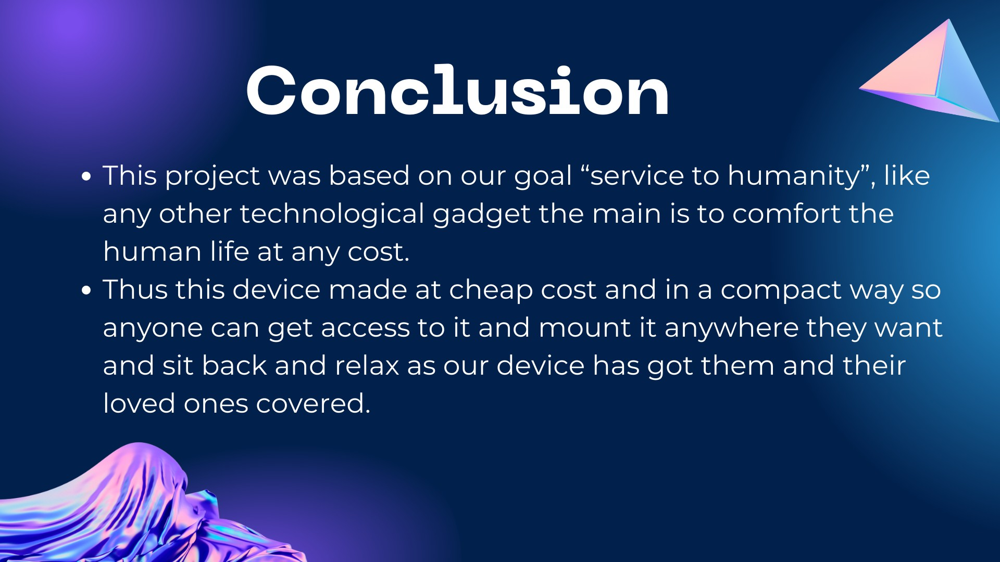 Conclusion
• This project was based on our goal “service to humanity”, like
any other technological gadget the main is to comfort the
human life at any cost.
• Thus this device made at cheap cost and in a compact way so
anyone can get access to it and mount it anywhere they want
and sit back and relax as our device has got them and their
loved ones covered.